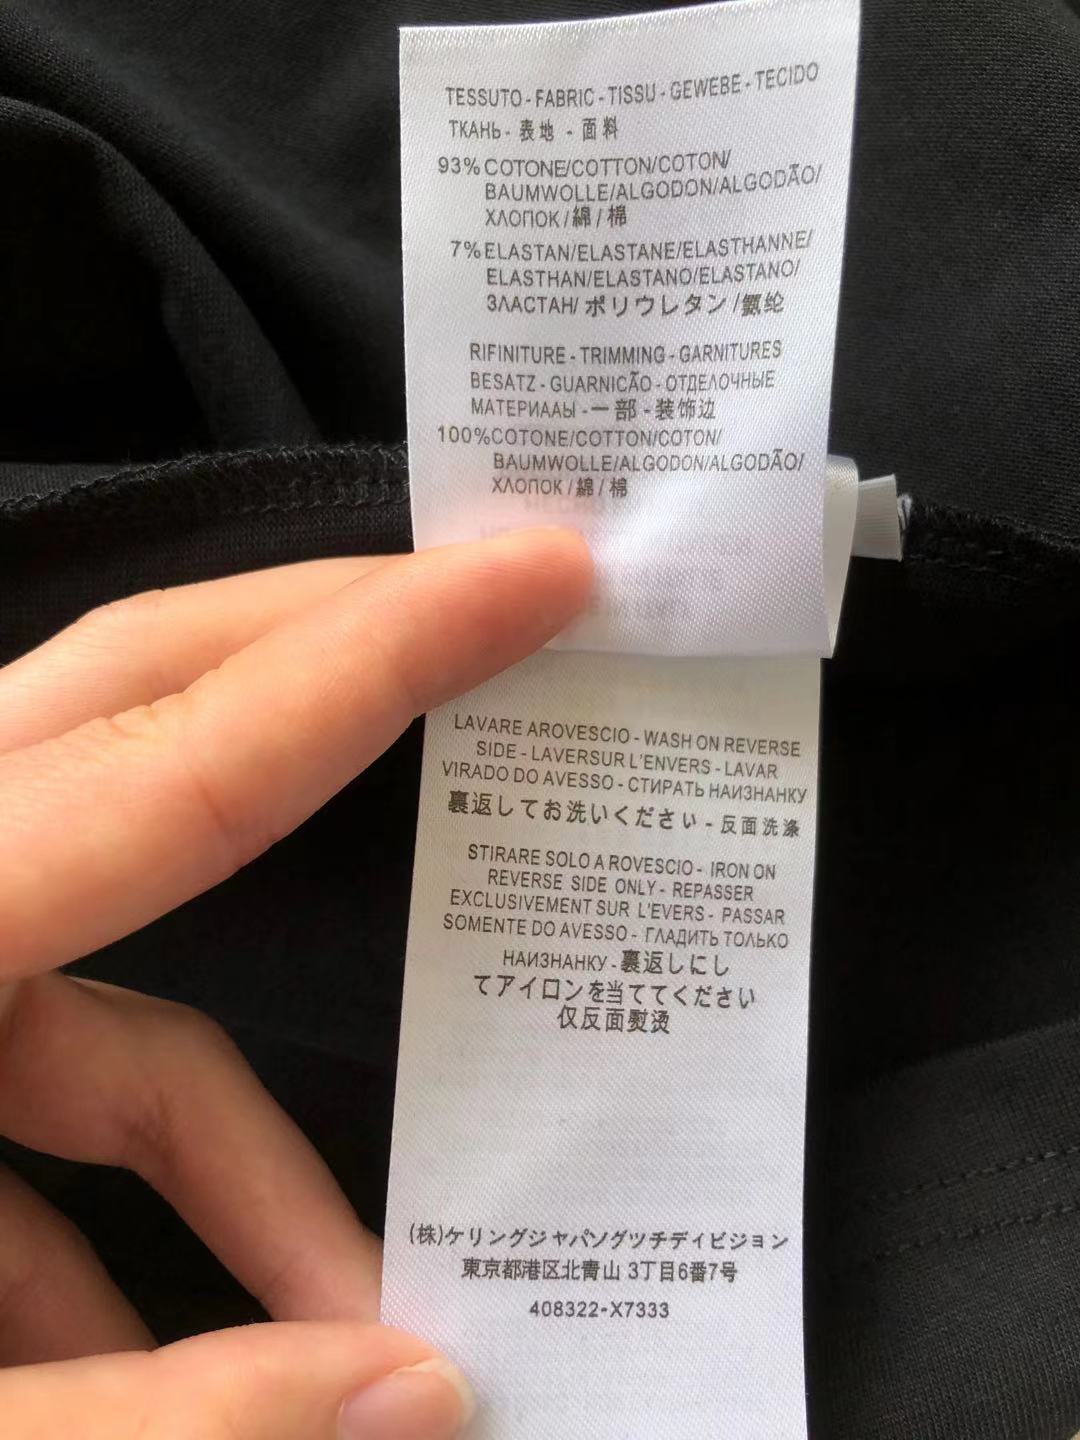 TESSUTO - FABRIC - TISSU - GEWEBE - TECIDO
ТКАНЬ - 表地 - 面料
93% COTONE/COTTON/COTON/
BAUMWOLLE/ALGODON/ALGODÃO/
ХЛОПОК / 綿 / 棉
7% ELASTAN/ELASTANE/ELASTHANNE/
ELASTHAN/ELASTANO/ELASTANO/
ЗЛАСТАН/ ポリウレタン /氨纶
RIFINITURE - TRIMMING - GARNITURES
BESATZ - GUARNICÃO - ОТДЕЛОЧНЫЕ
МАТЕРИААЫ - 一部 - 装饰边
100% COTONE/COTTON/COTON/
BAUMWOLLE/ALGODON/ALGODÃO/
ХЛОПОК / 綿 / 棉
LAVARE AROVESCIO - WASH ON REVERSE
SIDE - LAVERSUR L'ENVERS - LAVAR
VIRADO DO AVESSO - СТИРАТЬ НАИЗНАНКУ
裏返してお洗いください - 反面洗涤
STIRARE SOLO A ROVESCIO - IRON ON
REVERSE SIDE ONLY - REPASSER
EXCLUSIVEMENT SUR L'EVERS - PASSAR
SOMENTE DO AVESSO - ГЛАДИТЬ ТОЛЬКО
НАИЗНАНКУ - 裏返しにし
てアイロンを当ててください
仅反面熨烫
(株)ケリングジャパソグツチディビジョン
東京都港区北青山 3丁目6番7号
408322-X7333